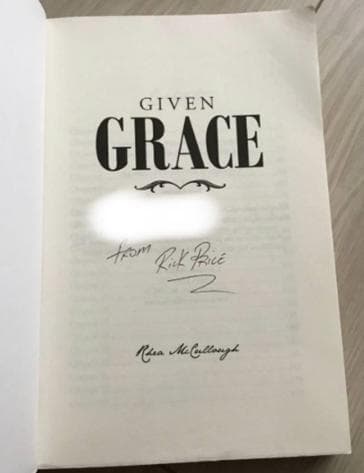 GIVEN
GRACE
FROM RICK PRICE
Rhea McCullough